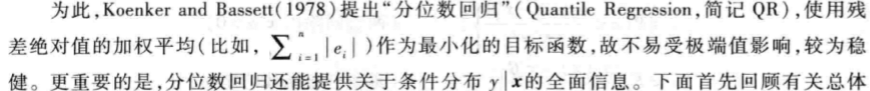 为此,Koenker and Bassett(1978)提出“分位数回归”(Quantile Regression,简记 QR),使用残
差绝对值的加权平均(比如, $\sum_{i=1}^{n}|e_i|$ )作为最小化的目标函数,故不易受极端值影响,较为稳
健。更重要的是,分位数回归还能提供关于条件分布 y|x的全面信息。下面首先回顾有关总体